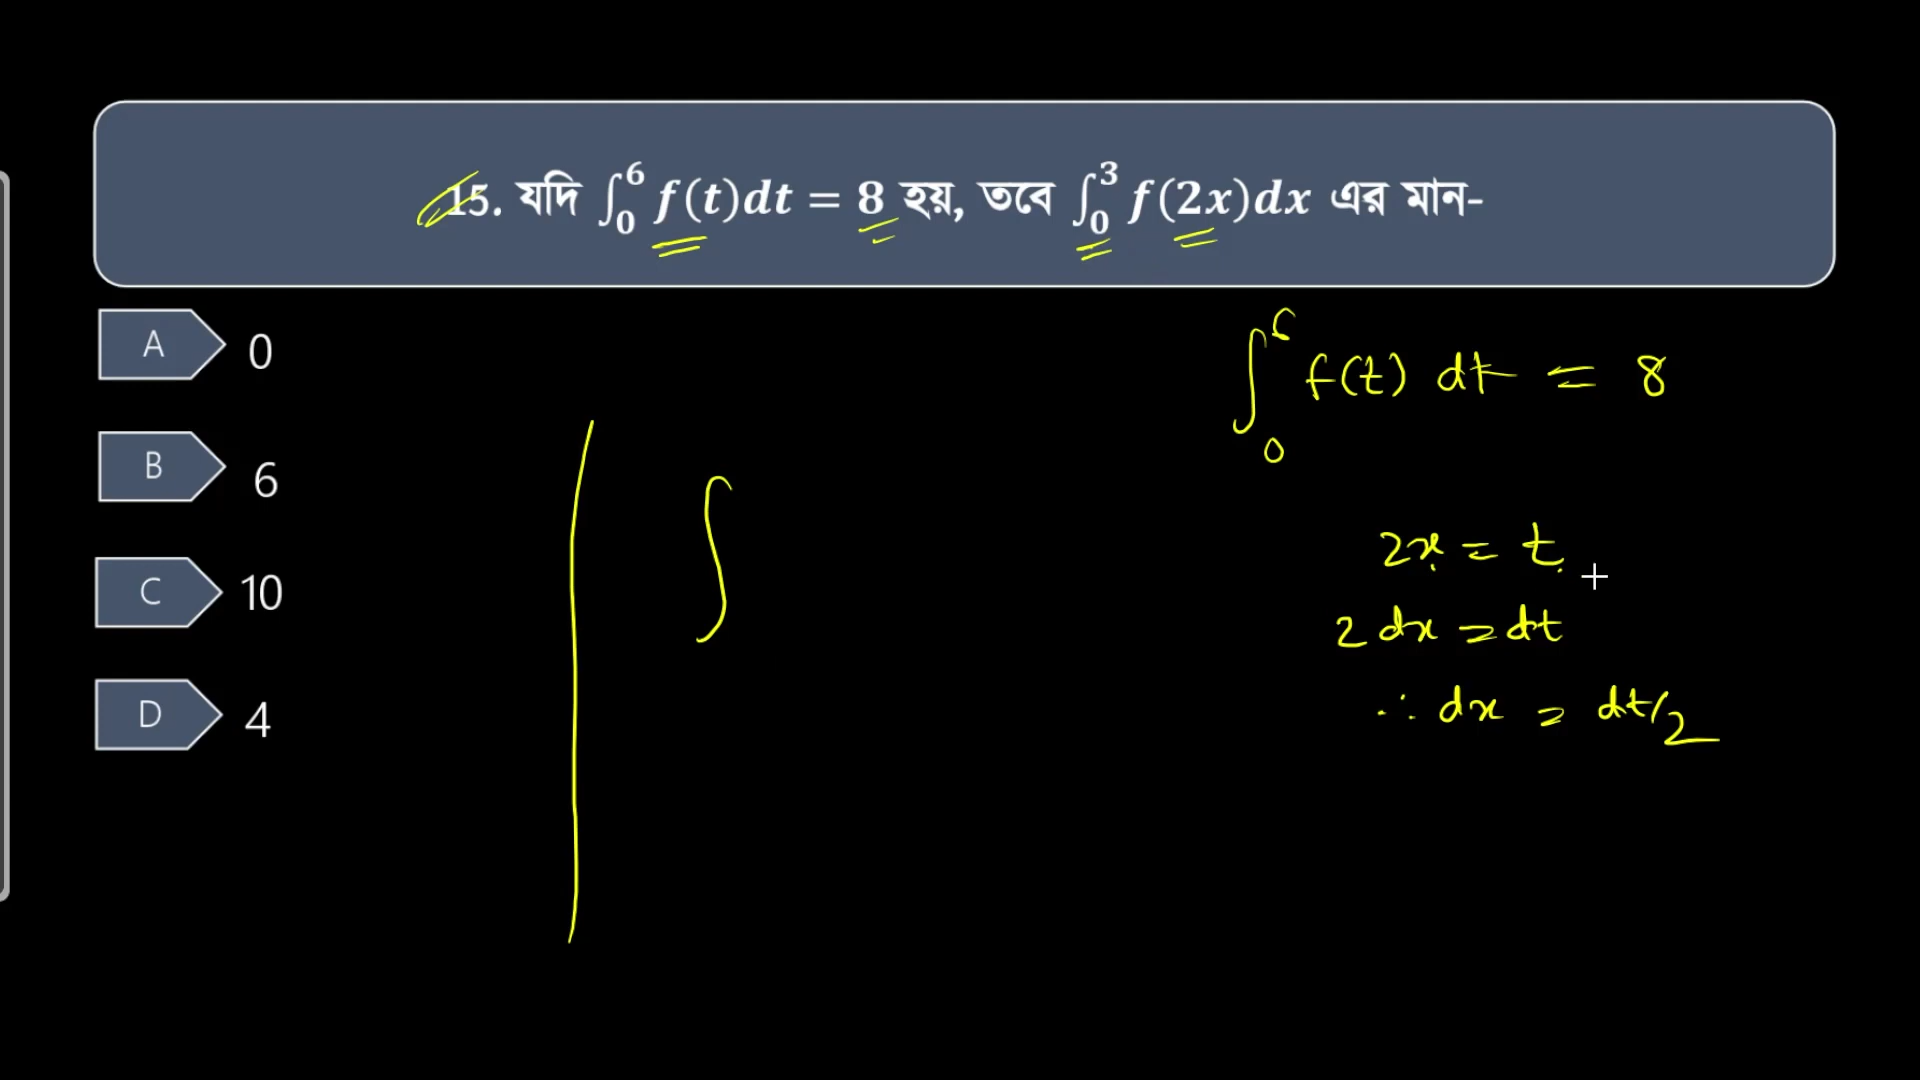 15. যদি ∫₀⁶ f(t)dt = 8 হয়, তবে ∫₀³ f(2x)dx এর মান-
A 0
B 6
C 10
D 4
∫₀⁶ f(t) dt = 8
∫
2x = t
2 dx = dt
∴ dx = dt/2